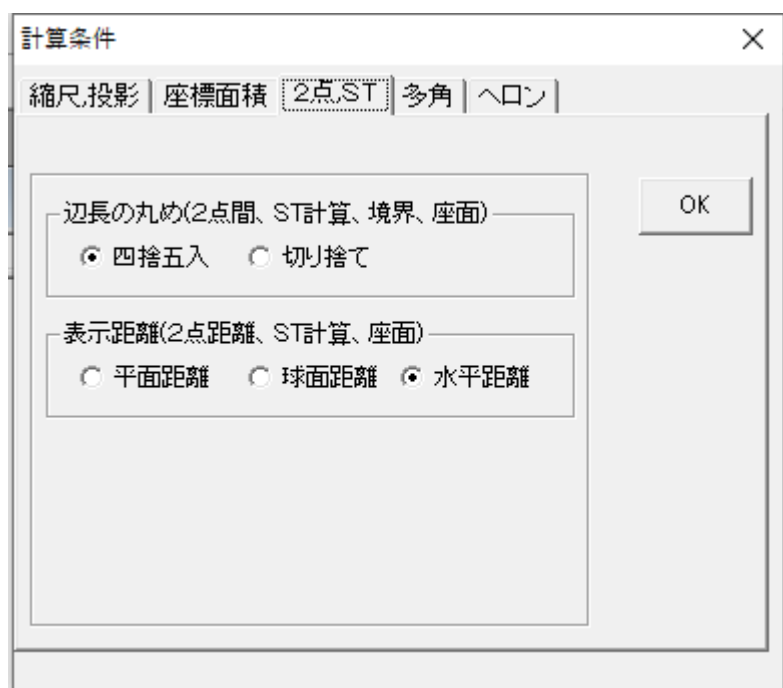 計算条件
縮尺,投影 座標面積 2点,ST 多角 ヘロン
辺長の丸め(2点間、ST計算、境界、座面)
OK
四捨五入 切り捨て
表示距離(2点距離、ST計算、座面)
平面距離 球面距離 水平距離